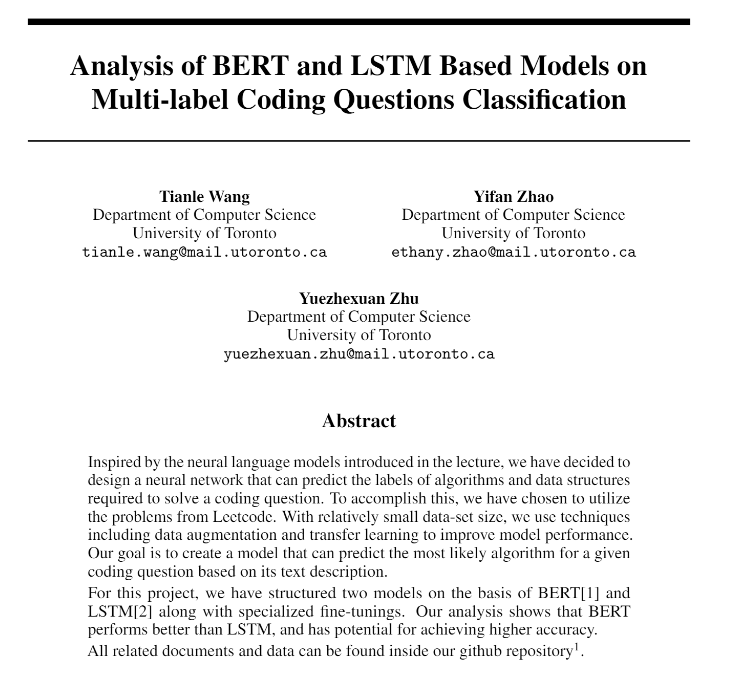 Analysis of BERT and LSTM Based Models on
Multi-label Coding Questions Classification
Tianle Wang
Department of Computer Science
University of Toronto
tianle.wang@mail.utoronto.ca
Yifan Zhao
Department of Computer Science
University of Toronto
ethany.zhao@mail.utoronto.ca
Yuezhexuan Zhu
Department of Computer Science
University of Toronto
yuezhexuan.zhu@mail.utoronto.ca
Abstract
Inspired by the neural language models introduced in the lecture, we have decided to
design a neural network that can predict the labels of algorithms and data structures
required to solve a coding question. To accomplish this, we have chosen to utilize
the problems from Leetcode. With relatively small data-set size, we use techniques
including data augmentation and transfer learning to improve model performance.
Our goal is to create a model that can predict the most likely algorithm for a given
coding question based on its text description.
For this project, we have structured two models on the basis of BERT[1] and
LSTM[2] along with specialized fine-tunings. Our analysis shows that BERT
performs better than LSTM, and has potential for achieving higher accuracy.
All related documents and data can be found inside our github repository¹.